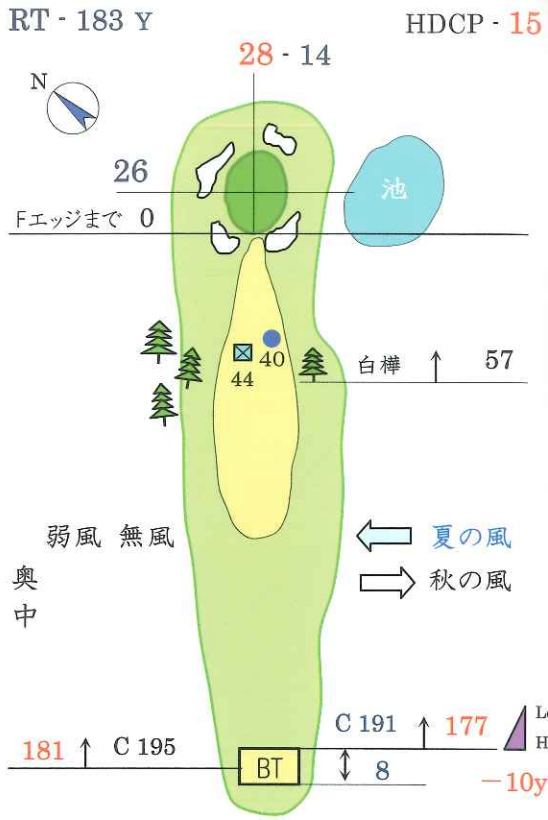 RT - 183 Y
HDCP - 15
28 - 14
N
26
池
Fエッジまで 0
40
44
白樺 57
弱風 無風
夏の風
奥
中
秋の風
C 191 177
181 C 195
BT
8
－10y